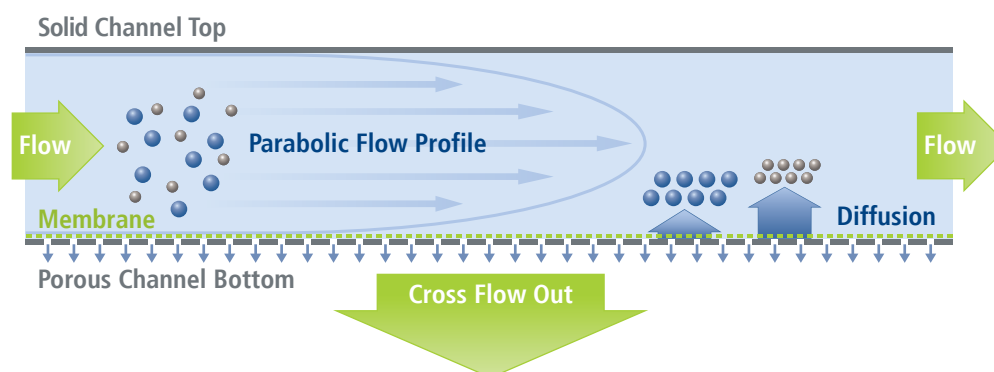 Solid Channel Top
Flow
Parabolic Flow Profile
Flow
Membrane
Diffusion
Porous Channel Bottom
Cross Flow Out